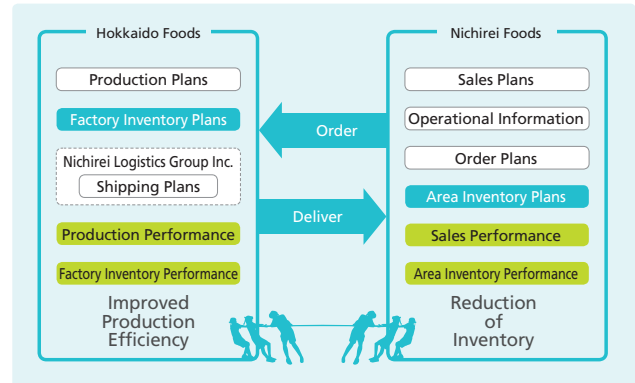 Hokkaido Foods
Production Plans
Factory Inventory Plans
Nichirei Logistics Group Inc.
Shipping Plans
Production Performance
Factory Inventory Performance
Improved
Production
Efficiency
Order
Deliver
Nichirei Foods
Sales Plans
Operational Information
Order Plans
Area Inventory Plans
Sales Performance
Area Inventory Performance
Reduction
of
Inventory